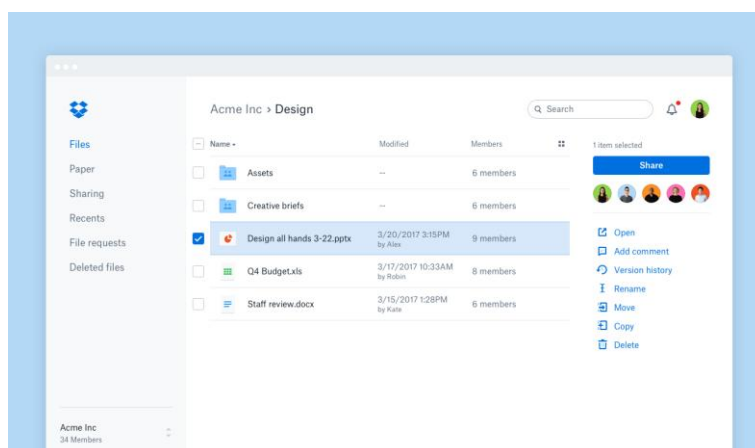 Acme Inc > Design
Search
Files
Paper
Sharing
Recents
File requests
Deleted files
Name
Modified
Members
Assets
--
6 members
Creative briefs
--
6 members
Design all hands 3-22.pptx
3/20/2017 3:15PM
by Alex
9 members
Q4 Budget.xls
3/17/2017 10:33AM
by Robin
8 members
Staff review.docx
3/15/2017 1:28PM
by Kate
6 members
1 item selected
Share
Open
Add comment
Version history
Rename
Move
Copy
Delete
Acme Inc
34 Members